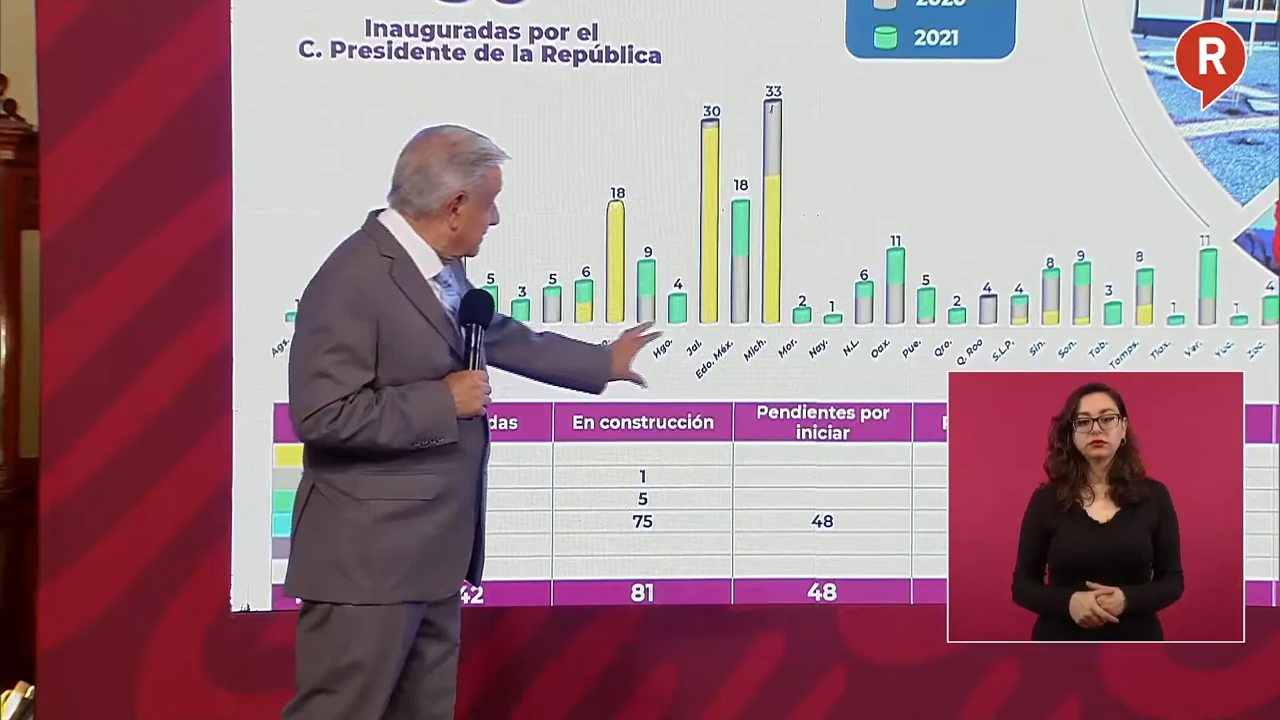 Inauguradas por el
C. Presidente de la República
2020
2021
R
1
5
3
5
6
18
9
4
30
18
33
2
1
6
11
5
2
4
4
8
9
3
8
1
11
1
4
Ags.
Hgo.
Jal.
Edo. Méx.
Mich.
Mor.
Nay.
N.L.
Oax.
Pue.
Qro.
Q.Roo
S.L.P.
Sin.
Son.
Tab.
Tamps.
Tlax.
Ver.
Yuc.
Zac.
das
En construcción
Pendientes por
iniciar
1
5
75
48
42
81
48